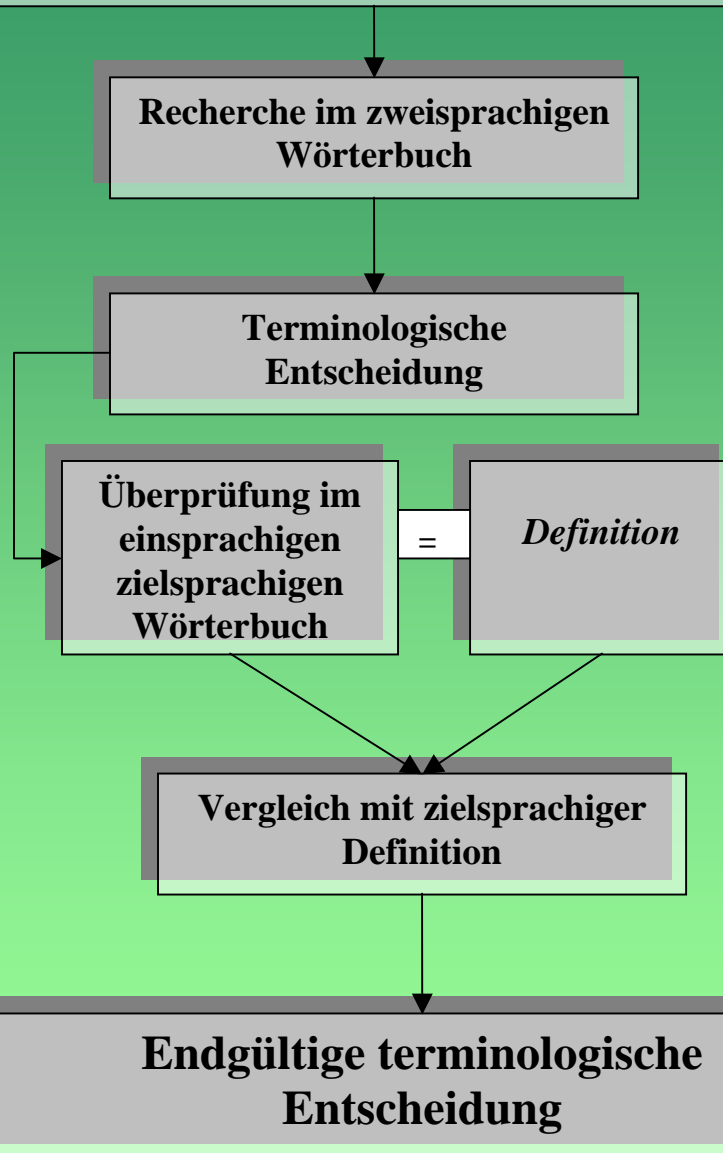 Recherche im zweisprachigen
Wörterbuch
Terminologische
Entscheidung
Überprüfung im
einsprachigen
zielsprachigen
Wörterbuch
=
Definition
Vergleich mit zielsprachiger
Definition
Endgültige terminologische
Entscheidung